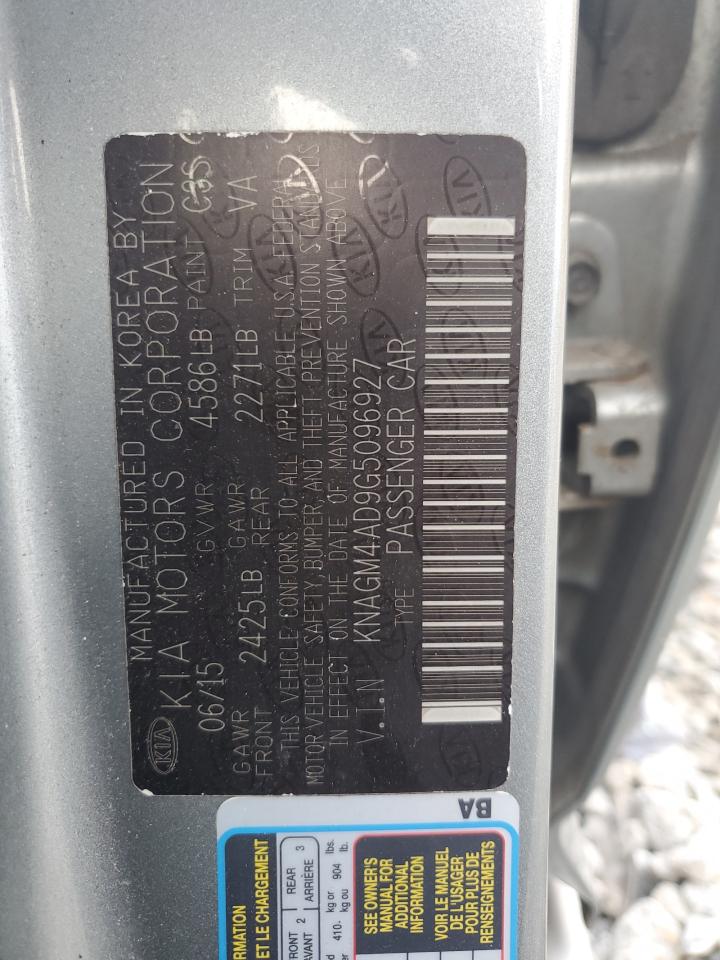 MANUFACTURED IN KOREA BY
KIA KIA MOTORS CORPORATION
06/15 GVWR 4586LB PAINT C3S
GAWR FRONT 2425LB GAWR REAR 2271LB TRIM VA
THIS VEHICLE CONFORMS TO ALL APPLICABLE U.S.A FEDERAL
MOTOR VEHICLE SAFETY, BUMPER, AND THEFT PREVENTION STANDARDS
IN EFFECT ON THE DATE OF MANUFACTURE SHOWN ABOVE.
V.I.N KNAGM4AD9G5096927
TYPE PASSENGER CAR
BA
ET LE CHARGEMENT
FRONT 2 REAR 3
AVANT ARRIÈRE
410. kg or 904 lbs.
kg ou lb.
SEE OWNER'S
MANUAL FOR
ADDITIONAL
INFORMATION
VOIR LE MANUEL
DE L'USAGER
POUR PLUS DE
RENSEIGNEMENTS